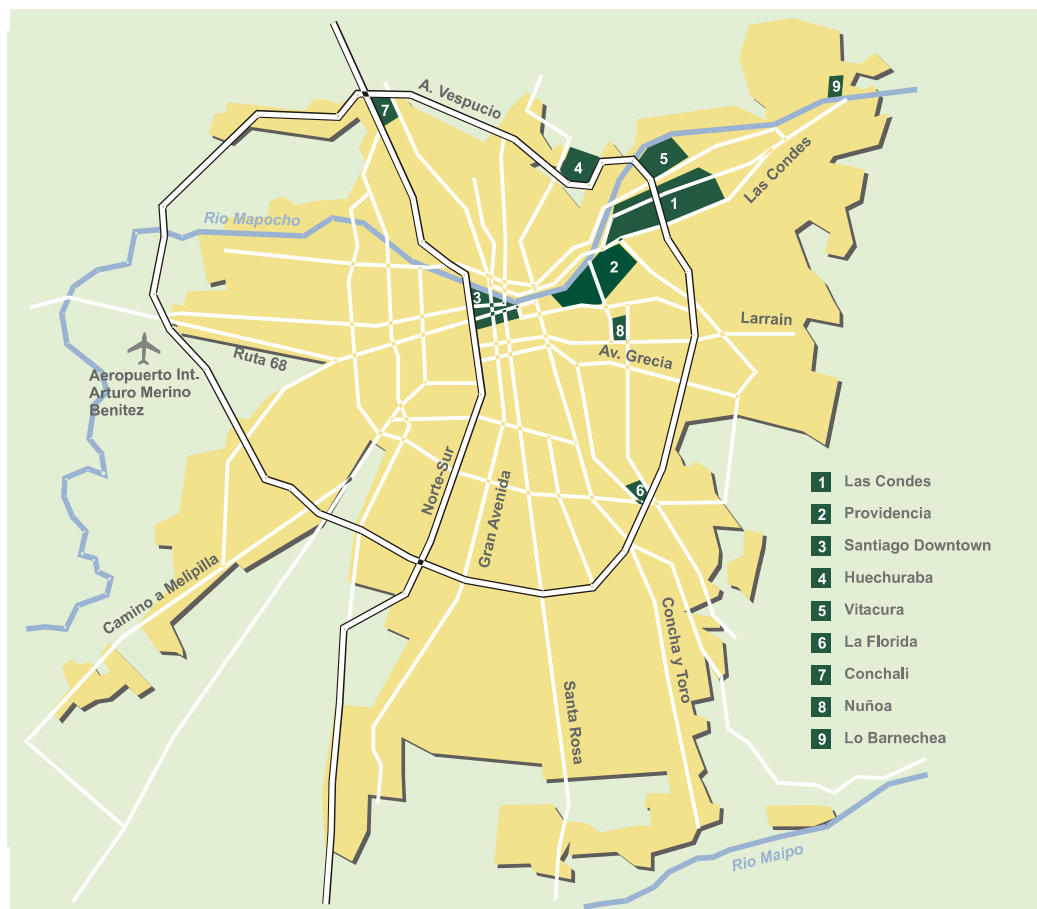 A. Vespucio
9
7
5
4
Las Condes
1
Rio Mapocho
2
3
Larrain
8
Av. Grecia
Ruta 68
Aeropuerto Int.
Arturo Merino
Benitez
Norte-Sur
Gran Avenida
6
Camino a Melipilla
Concha y Toro
Santa Rosa
Rio Maipo
1 Las Condes
2 Providencia
3 Santiago Downtown
4 Huechuraba
5 Vitacura
6 La Florida
7 Conchali
8 Nuñoa
9 Lo Barnechea